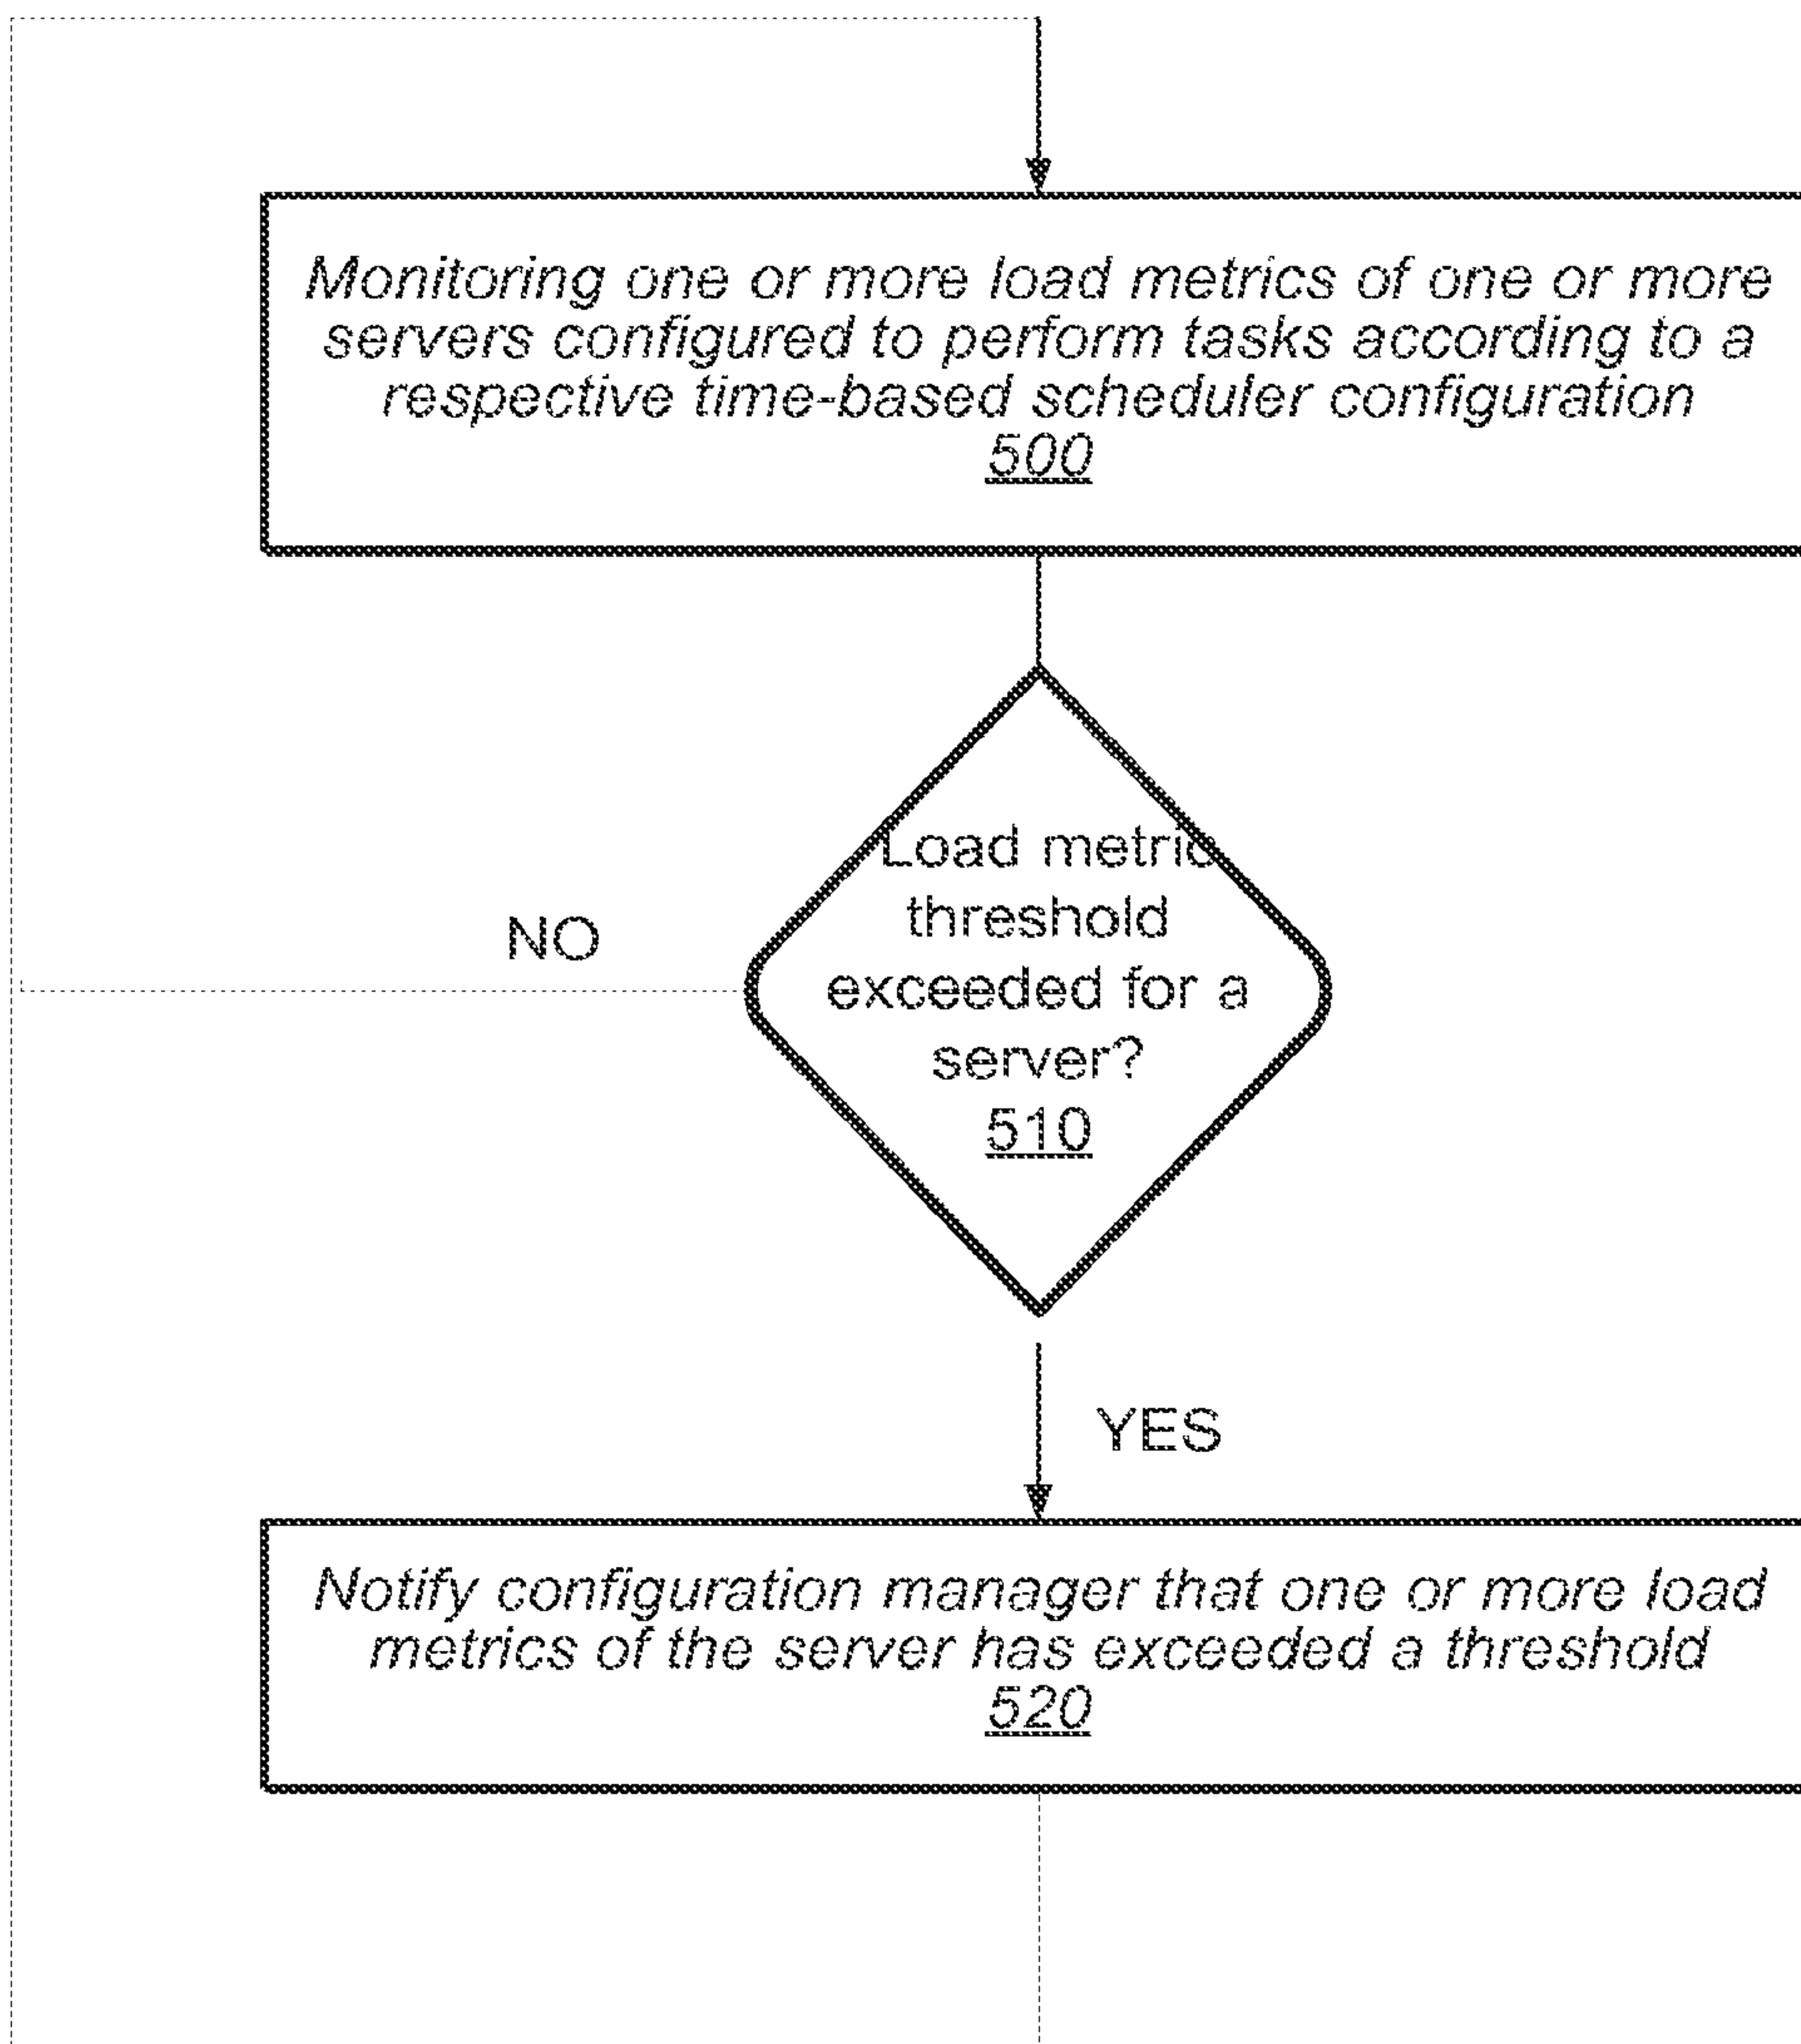 Monitoring one or more load metrics of one or more
servers configured to perform tasks according to a
respective time-based scheduler configuration
500
Load metric
threshold
exceeded for a
server?
510
NO
YES
Notify configuration manager that one or more load
metrics of the server has exceeded a threshold
520